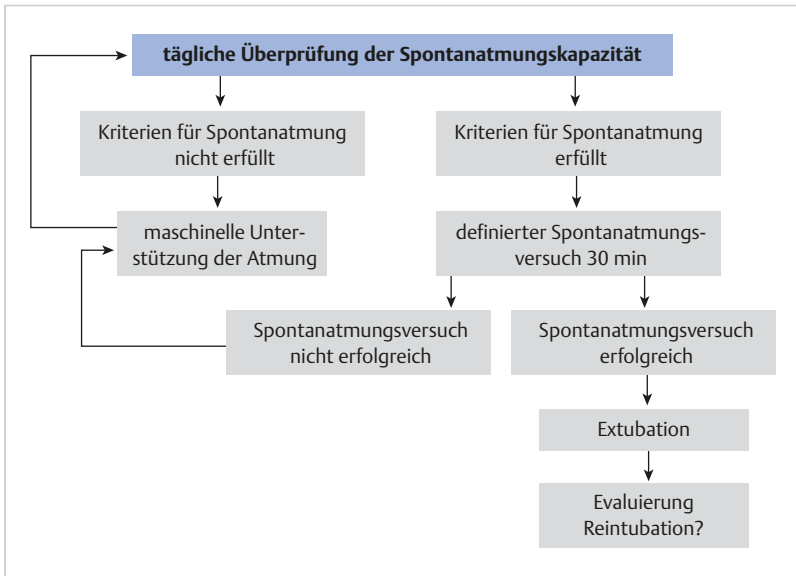 tägliche Überprüfung der Spontanatmungskapazität
Kriterien für Spontanatmung
nicht erfüllt
Kriterien für Spontanatmung
erfüllt
maschinelle Unter-
stützung der Atmung
definierter Spontanatmungs-
versuch 30 min
Spontanatmungsversuch
nicht erfolgreich
Spontanatmungsversuch
erfolgreich
Extubation
Evaluierung
Reintubation?